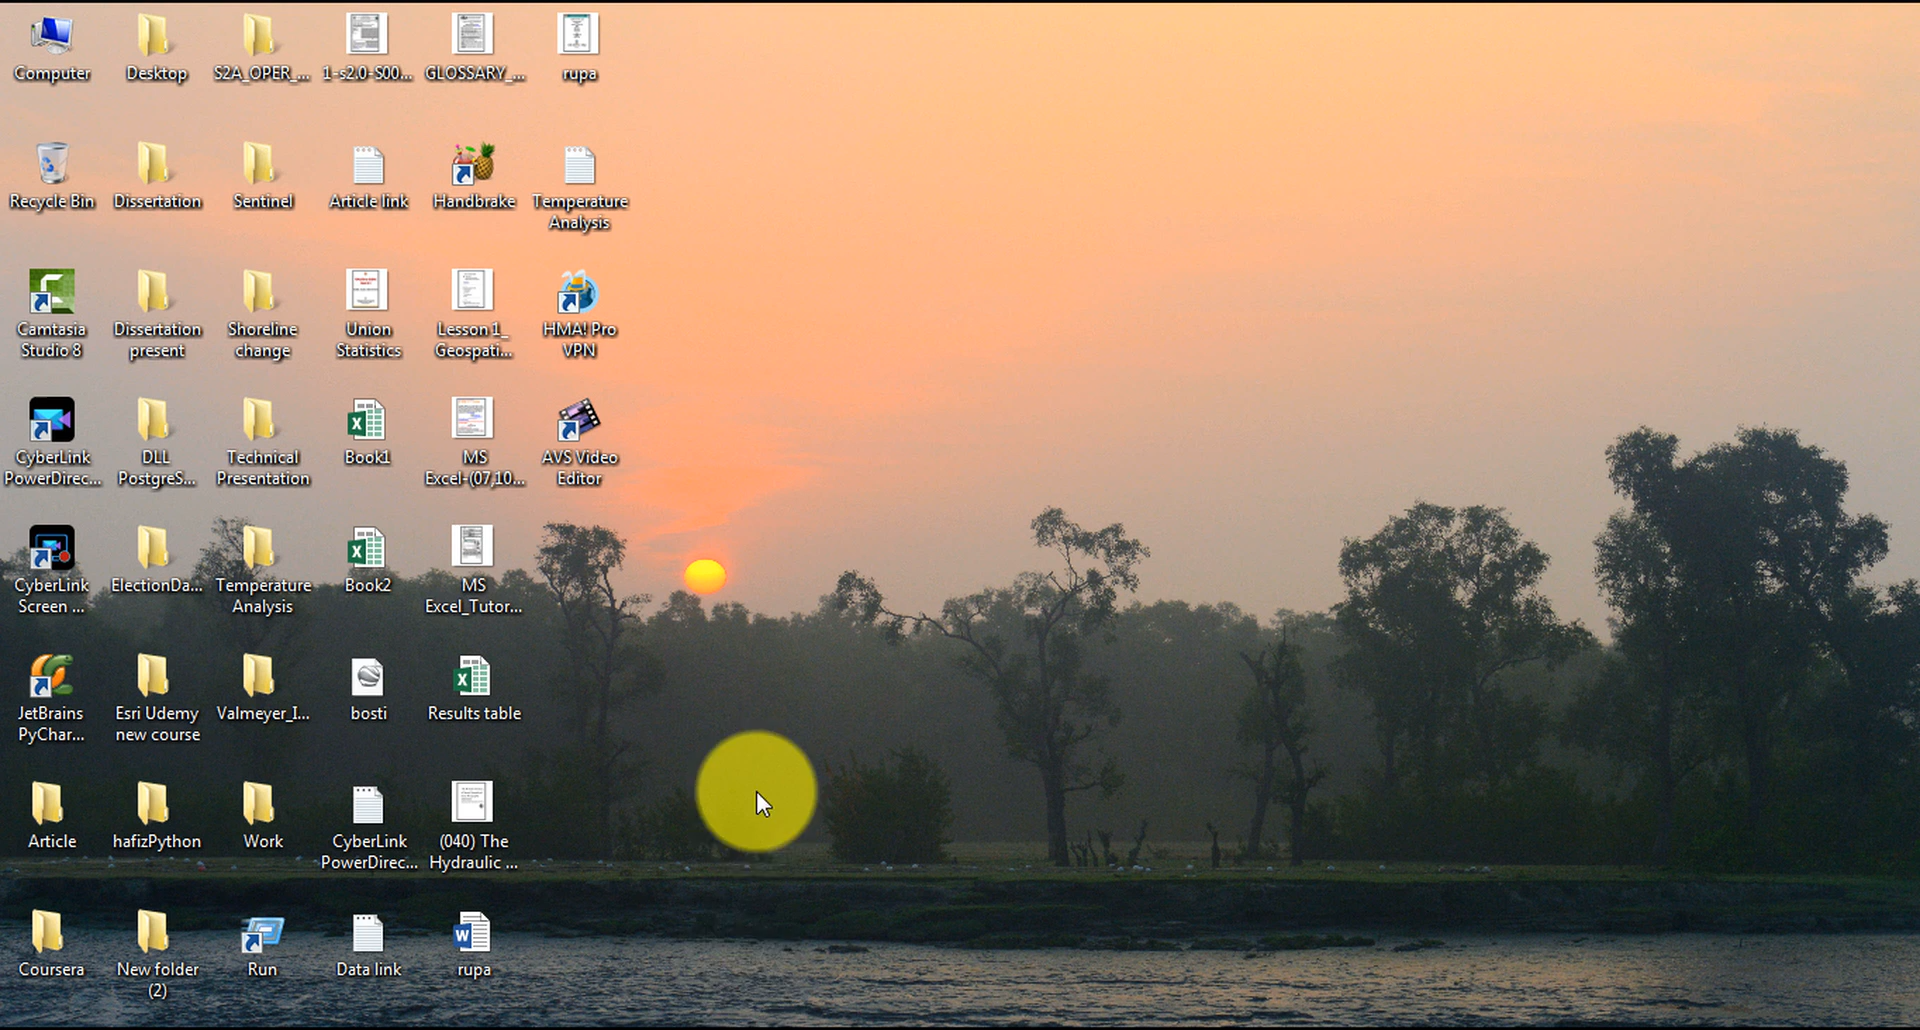 Computer
Desktop
S2A_OPER_...
1-s2.0-S00...
GLOSSARY_...
rupa
Recycle Bin
Dissertation
Sentinel
Article link
Handbrake
Temperature
Analysis
Camtasia
Studio 8
Dissertation
present
Shoreline
change
Union
Statistics
Lesson 1_
Geospati...
HMA! Pro
VPN
CyberLink
PowerDirec...
DLL
PostgreS...
Technical
Presentation
Book1
MS
Excel-(07,10...
AVS Video
Editor
CyberLink
Screen ...
ElectionDa...
Temperature
Analysis
Book2
MS
Excel_Tutor...
JetBrains
PyChar...
Esri Udemy
new course
Valmeyer_I...
bosti
Results table
Article
hafizPython
Work
CyberLink
PowerDirec...
(040) The
Hydraulic ...
Coursera
New folder
(2)
Run
Data link
rupa